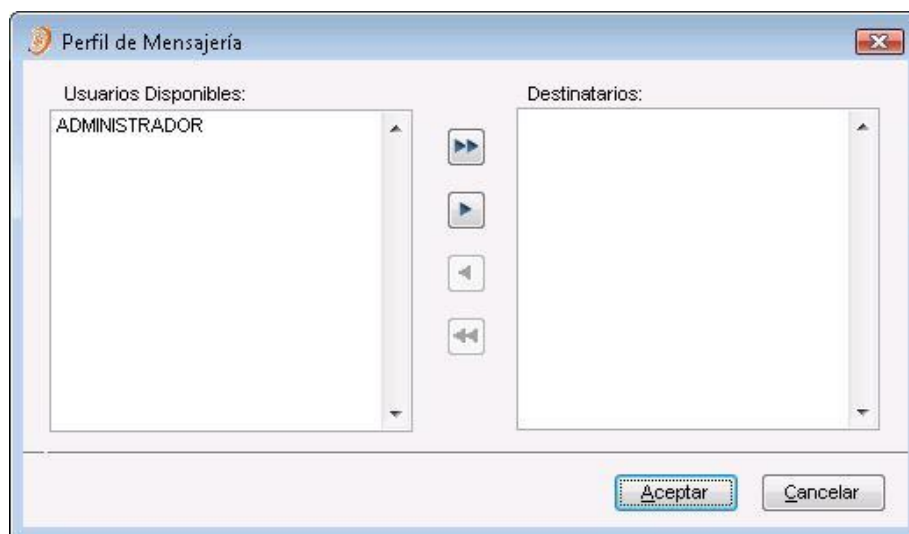 Perfil de Mensajería
Usuarios Disponibles:
Destinatarios:
ADMINISTRADOR
Aceptar
Cancelar